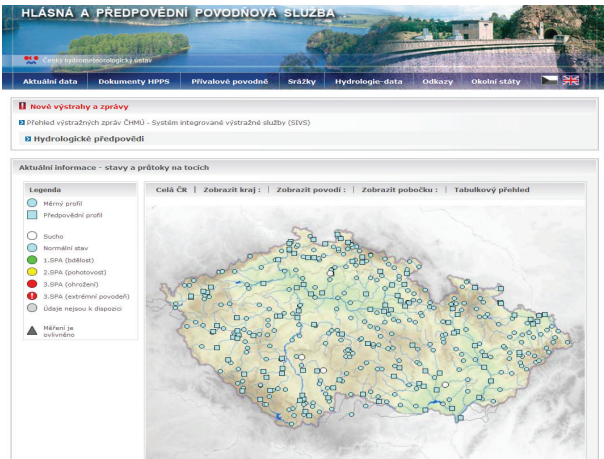 HLÁSNÁ A PŘEDPOVĚDNÍ POVODŇOVÁ SLUŽBA
Český hydrometeorologický ústav
Aktuální data Dokumenty HPPS Přívalové povodně Srážky Hydrologie-data Odkazy Okolní státy
Nové výstrahy a zprávy
Přehled výstražných zpráv ČHMÚ - Systém integrované výstražné služby (SIVS)
Hydrologické předpovědi
Aktuální informace - stavy a průtoky na tocích
Legenda
Měrný profil
Předpovědní profil
Sucho
Normální stav
1.SPA (bdělost)
2.SPA (pohotovost)
3.SPA (ohrožení)
3.SPA (extrémní povodeň)
Údaje nejsou k dispozici
Měření je
ovlivněno
Celá ČR | Zobrazit kraj : | Zobrazit povodí : | Zobrazit pobočku : | Tabulkový přehled